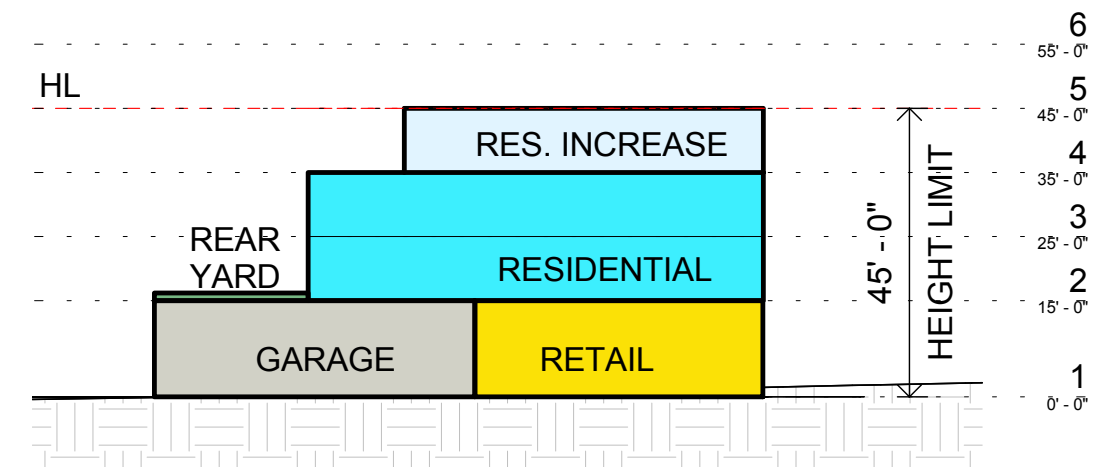 6
55' - 0"
HL
5
45' - 0"
RES. INCREASE
4
35' - 0"
3
25' - 0"
REAR
YARD
RESIDENTIAL
2
15' - 0"
45' - 0"
HEIGHT LIMIT
GARAGE
RETAIL
1
0' - 0"